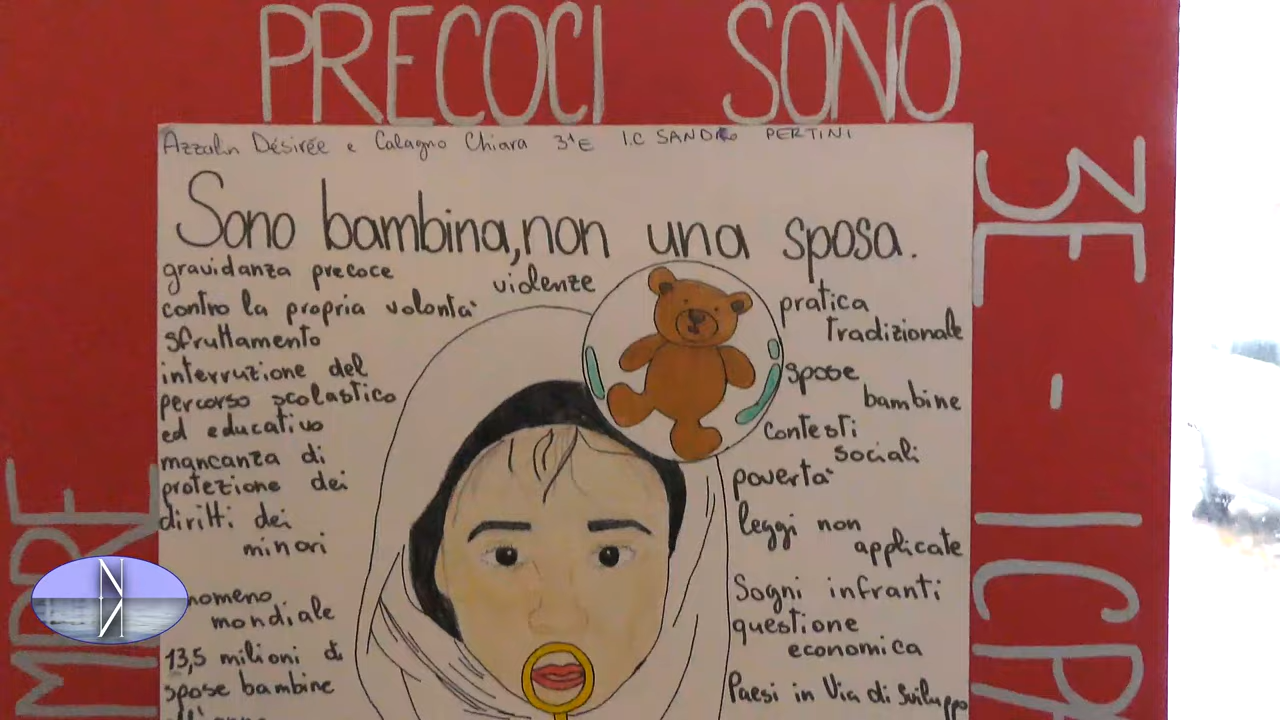 PRECOCI SONO
Azzalin Désirée e Calagno Chiara 3^E I.C SANDRO PERTINI
Sono bambina, non una sposa.
gravidanza precoce
violenze
contro la propria volontà
sfruttamento
interruzione del
percorso scolastico
ed educativo
mancanza di
protezione dei
diritti dei
minori
mondiale
13,5 milioni di
spose bambine
all'anno
pratica
tradizionale
spose
bambine
contesti
sociali
povertà
leggi non
applicate
Sogni infranti
questione
economica
Paesi in Via di Sviluppo
3E - ICP